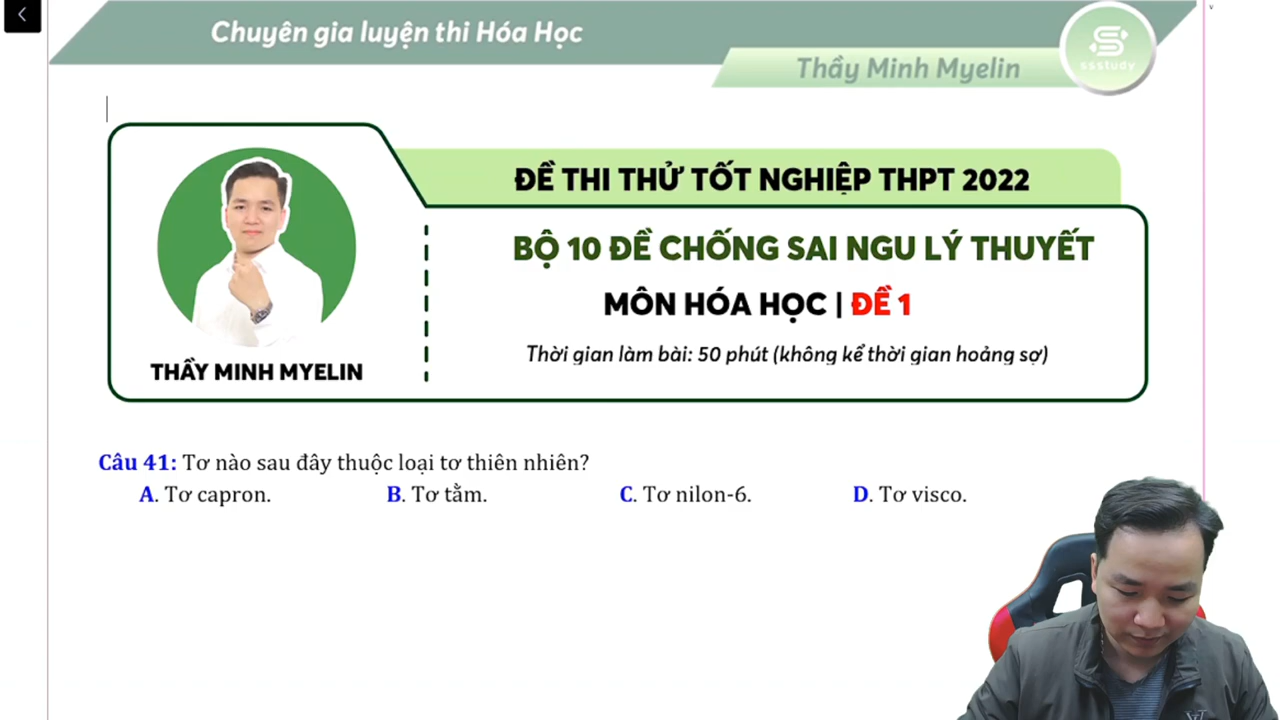 Chuyên gia luyện thi Hóa Học
Thầy Minh Myelin
ssstudy
ĐỀ THI THỬ TỐT NGHIỆP THPT 2022
BỘ 10 ĐỀ CHỐNG SAI NGU LÝ THUYẾT
MÔN HÓA HỌC | ĐỀ 1
Thời gian làm bài: 50 phút (không kể thời gian hoảng sợ)
THẦY MINH MYELIN
Câu 41: Tơ nào sau đây thuộc loại tơ thiên nhiên?
A. Tơ capron. B. Tơ tằm. C. Tơ nilon-6. D. Tơ visco.